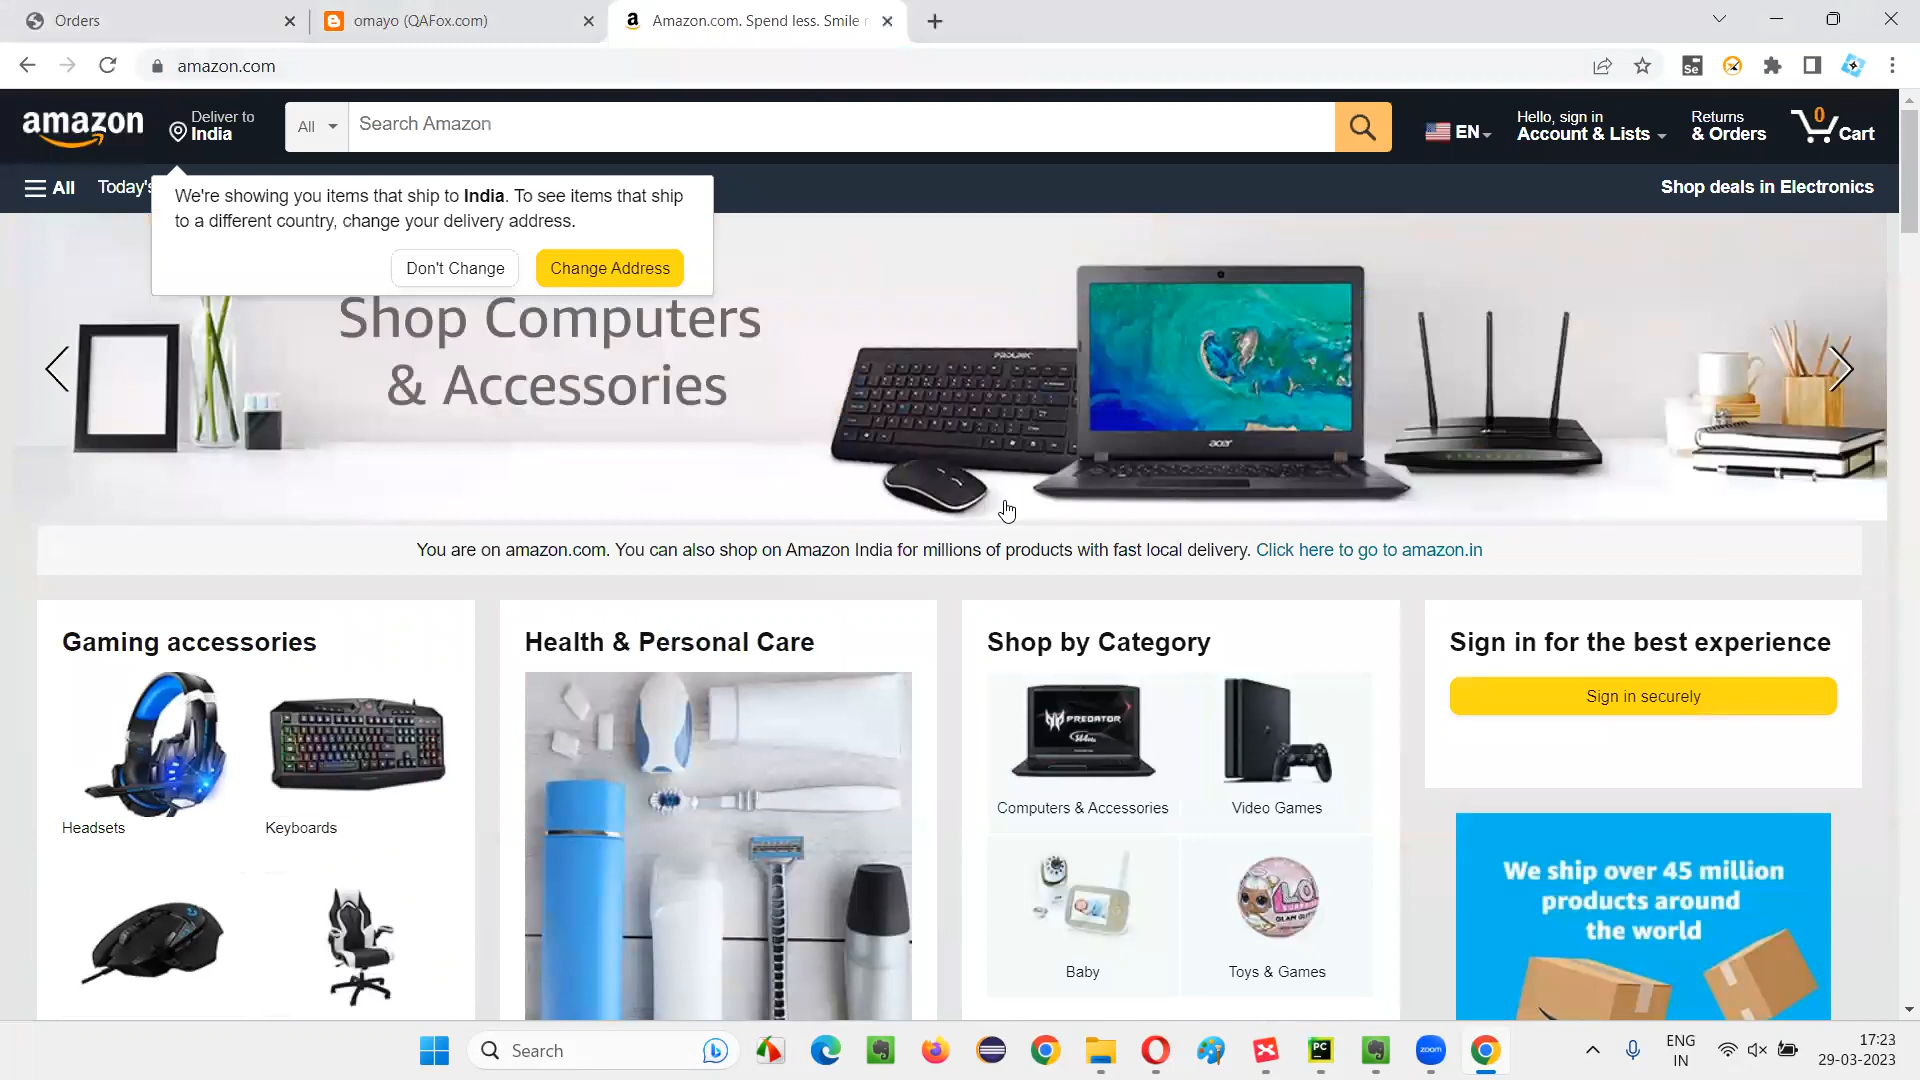 Orders
omayo (QAFox.com)
Amazon.com. Spend less. Smile
amazon.com
amazon
Deliver to
India
All
Search Amazon
EN
Hello, sign in
Account & Lists
Returns
& Orders
0
Cart
All
Today's
Shop deals in Electronics
We're showing you items that ship to India. To see items that ship
to a different country, change your delivery address.
Don't Change
Change Address
Shop Computers
& Accessories
PROLINK
acer
You are on amazon.com. You can also shop on Amazon India for millions of products with fast local delivery. Click here to go to amazon.in
Gaming accessories
Headsets
Keyboards
Health & Personal Care
Shop by Category
PREDATOR
Computers & Accessories
Video Games
Baby
Toys & Games
Sign in for the best experience
Sign in securely
We ship over 45 million
products around
the world
Search
PC
zoom
ENG
IN
17:23
29-03-2023